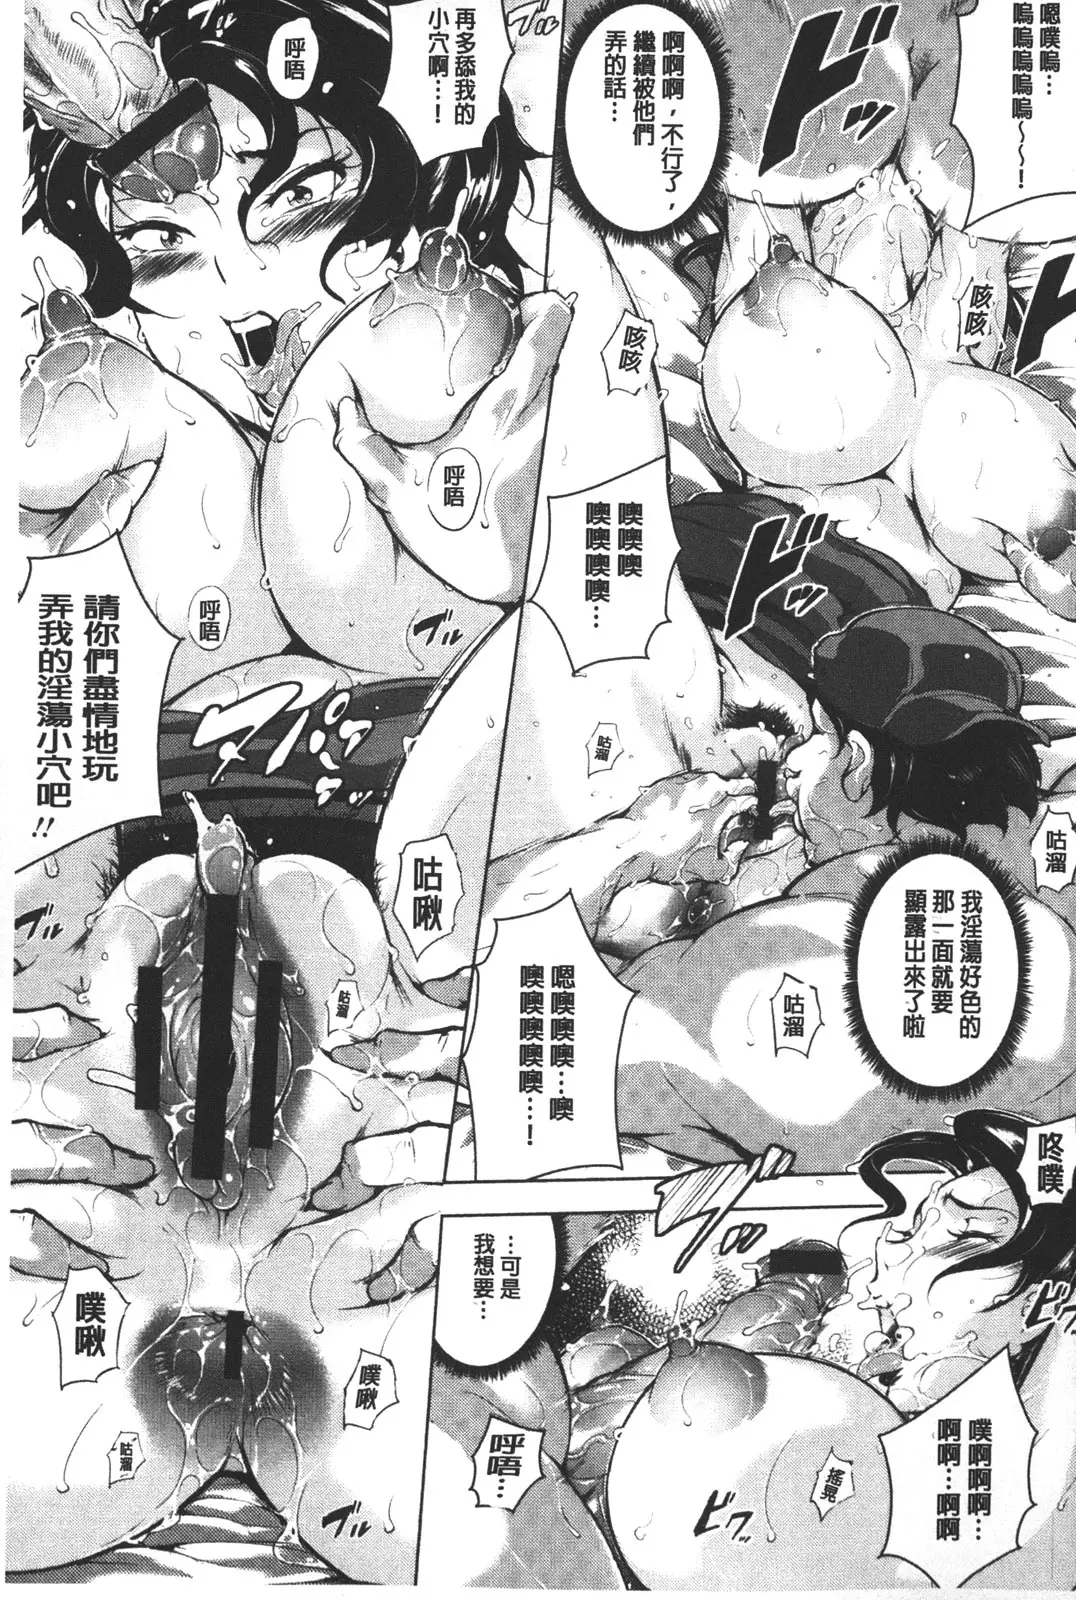 嗯噗嗚…
嗚嗚嗚嗚嗚～～!
ドッ
啊啊啊，不行了，
繼續被他們
弄的話…
咳咳
咳咳
噢噢噢
噢噢噢噢…
ドッ
咕溜
咕溜
我淫蕩好色的
那一面就要
顯露出來了啦
咕溜
嗯噢噢噢…噢
噢噢噢噢噢…!
咚噗
…可是
我想要…
呼唔…
搖晃
噗啊啊啊…
啊啊…啊啊
再多舔我的
小穴啊…!
呼唔
呼唔
呼唔
請你們盡情地玩
弄我的淫蕩小穴吧!!
咕啾
咕溜
噗啾
噗啾
咕溜